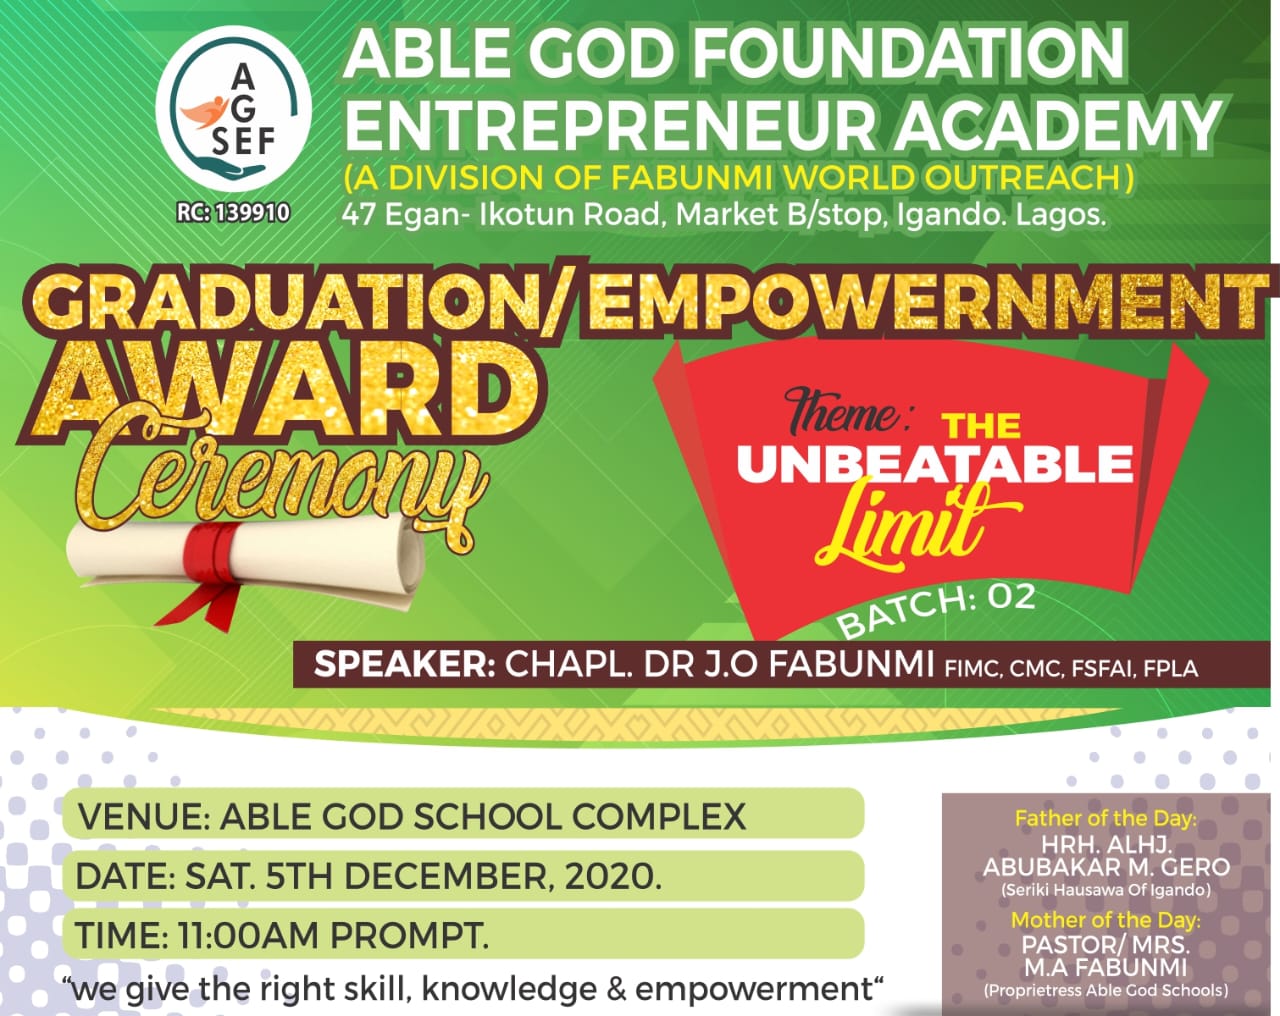 A
G
SEF
RC: 139910
ABLE GOD FOUNDATION
ENTREPRENEUR ACADEMY
(A DIVISION OF FABUNMI WORLD OUTREACH)
47 Egan- Ikotun Road, Market B/stop, Igando. Lagos.
GRADUATION/EMPOWERNMENT
AWARD
Ceremony
Theme: THE
UNBEATABLE
Limit
BATCH: 02
SPEAKER: CHAPL. DR J.O FABUNMI FIMC, CMC, FSFAI, FPLA
VENUE: ABLE GOD SCHOOL COMPLEX
DATE: SAT. 5TH DECEMBER, 2020.
TIME: 11:00AM PROMPT.
“we give the right skill, knowledge & empowerment“
Father of the Day:
HRH. ALHJ.
ABUBAKAR M. GERO
(Seriki Hausawa Of Igando)
Mother of the Day:
PASTOR/ MRS.
M.A FABUNMI
(Proprietress Able God Schools)